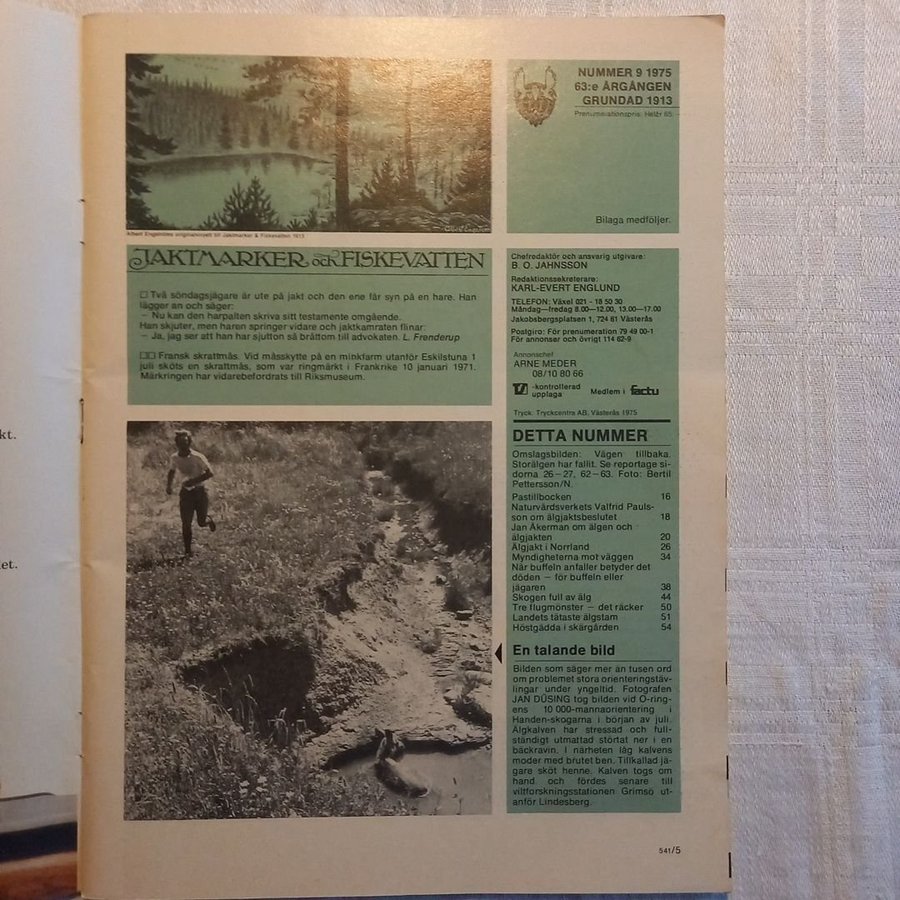 kt.
et.
Albert Engströms originalvinjett till Jaktmarker & Fiskevatten 1913
NUMMER 9 1975
63:e ÅRGÅNGEN
GRUNDAD 1913
Prenumerationspris: Helår 65:-
Bilaga medföljer.
JAKTMARKER och FISKEVATTEN
Två söndagsjägare är ute på jakt och den ene får syn på en hare. Han
lägger an och säger:
– Nu kan den harpalten skriva sitt testamente omgående.
Han skjuter, men haren springer vidare och jaktkamraten flinar:
– Ja, jag ser att han har sjutton så bråttom till advokaten. L. Frenderup
Fransk skrattmås. Vid måsskytte på en minkfarm utanför Eskilstuna 1
juli sköts en skrattmås, som var ringmärkt i Frankrike 10 januari 1971.
Märkringen har vidarebefordrats till Riksmuseum.
Chefredaktör och ansvarig utgivare:
B. O. JAHNSSON
Redaktionssekreterare:
KARL-EVERT ENGLUND
TELEFON: Växel 021 - 18 50 30
Måndag—fredag 8.00—12.00, 13.00—17.00
Jakobsbergsplatsen 1, 724 61 Västerås
Postgiro: För prenumeration 79 49 00-1
För annonser och övrigt 114 62-9
Annonschef
ARNE MEDER
08/10 80 66
TS -kontrollerad
upplaga
Medlem i factu
Tryck: Tryckcentra AB, Västerås 1975
DETTA NUMMER
Omslagsbilden: Vägen tillbaka.
Storälgen har fallit. Se reportage si-
dorna 26–27, 62–63. Foto: Bertil
Pettersson/N.
Pastillbocken 16
Naturvårdsverkets Valfrid Pauls-
son om älgjaktsbeslutet 18
Jan Åkerman om älgen och
älgjakten 20
Älgjakt i Norrland 26
Myndigheterna mot väggen 34
När buffeln anfaller betyder det
döden — för buffeln eller
jägaren 38
Skogen full av älg 44
Tre flugmönster — det räcker 50
Landets tätaste älgstam 51
Höstgädda i skärgården 54
En talande bild
Bilden som säger mer än tusen ord
om problemet stora orienteringstäv-
lingar under yngeltid. Fotografen
JAN DÜSING tog bilden vid O-ring-
ens 10 000-mannaorientering i
Handen-skogarna i början av juli.
Älgkalven har stressad och full-
ständigt utmattad störtat ner i en
bäckravin. I närheten låg kalvens
moder med brutet ben. Tillkallad jä-
gare sköt henne. Kalven togs om
hand och fördes senare till
viltforskningsstationen Grimsö ut-
anför Lindesberg.
541/5